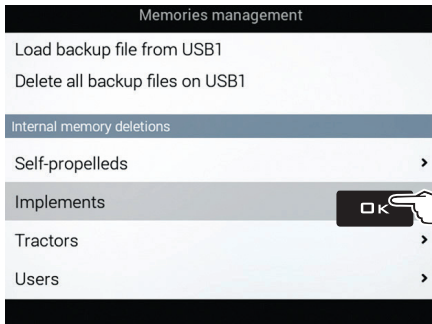 Memories management
Load backup file from USB1
Delete all backup files on USB1
Internal memory deletions
Self-propelleds
Implements
OK
Tractors
Users